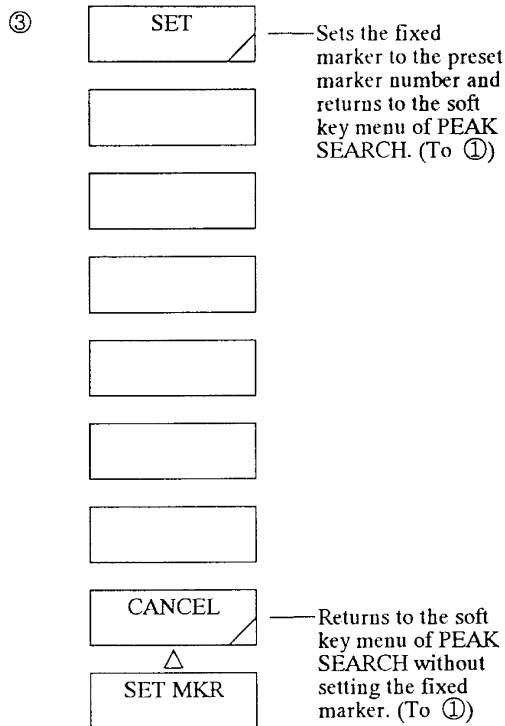 ③
SET
Sets the fixed
marker to the preset
marker number and
returns to the soft
key menu of PEAK
SEARCH. (To ①)
CANCEL
Returns to the soft
key menu of PEAK
SEARCH without
setting the fixed
marker. (To ①)
△
SET MKR